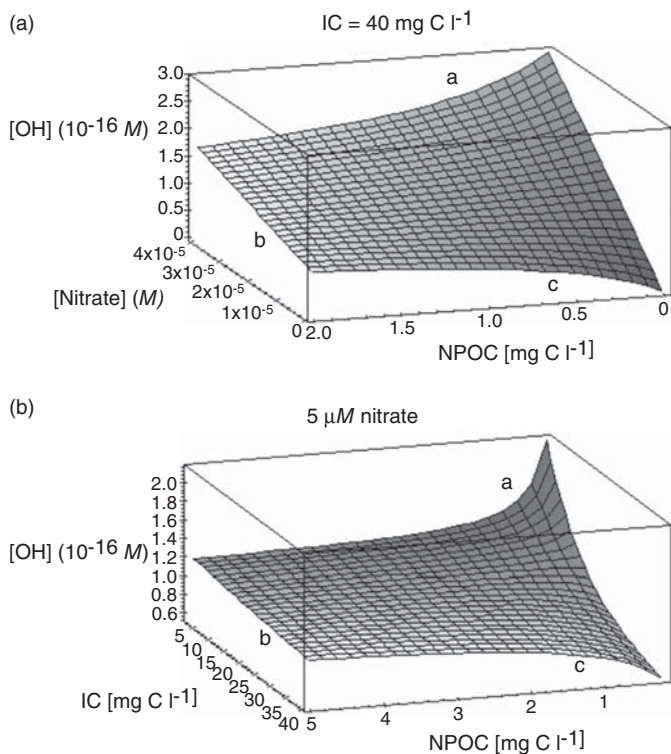 (a)
IC = 40 mg C l⁻¹
a
3.0
2.5
[OH] (10⁻¹⁶ M)
2.0
1.5
1.0
0.5
0
b
4x10⁻⁵
3x10⁻⁵
[Nitrate] (M)
2x10⁻⁵
1x10⁻⁵
0
c
2.0
1.5
1.0
0.5
0
NPOC [mg C l⁻¹]
(b)
5 μM nitrate
a
2.0
1.8
1.6
1.4
[OH] (10⁻¹⁶ M)
1.2
1.0
0.8
0.6
b
5
10
15
20
25
30
35
40
IC [mg C l⁻¹]
c
5
4
3
2
1
NPOC [mg C l⁻¹]